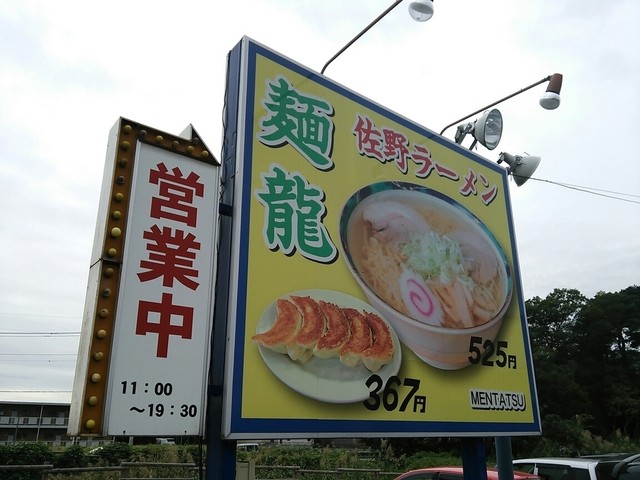 営業中
11：00
～19：30
麺龍
佐野ラーメン
525円
367円
MENTATSU